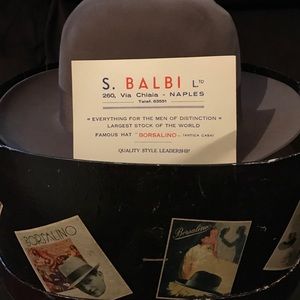 S. BALBI LTD
260, Via Chiaia - NAPLES
Telef. 63531
= EVERYTHING FOR THE MEN OF DISTINCTION =
LARGEST STOCK OF THE WORLD
FAMOUS HAT "BORSALINO" (ANTICA CASA)
QUALITY STYLE LEADERSHIP
BORSALINO
Borsalino